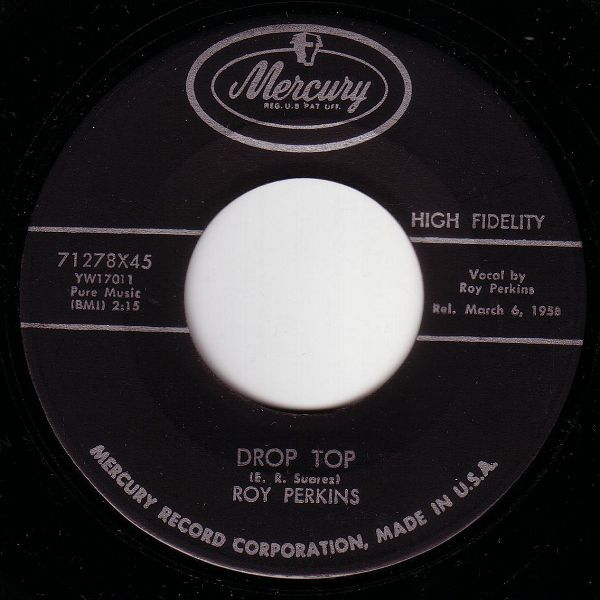 Mercury
REG. U.S PAT OFF.
HIGH FIDELITY
71278X45
YW17011
Pure Music
(BMI) 2:15
Vocal by
Roy Perkins
Rel. March 6, 1958
DROP TOP
(E. R. Suarez)
ROY PERKINS
MERCURY RECORD CORPORATION, MADE IN U.S.A.